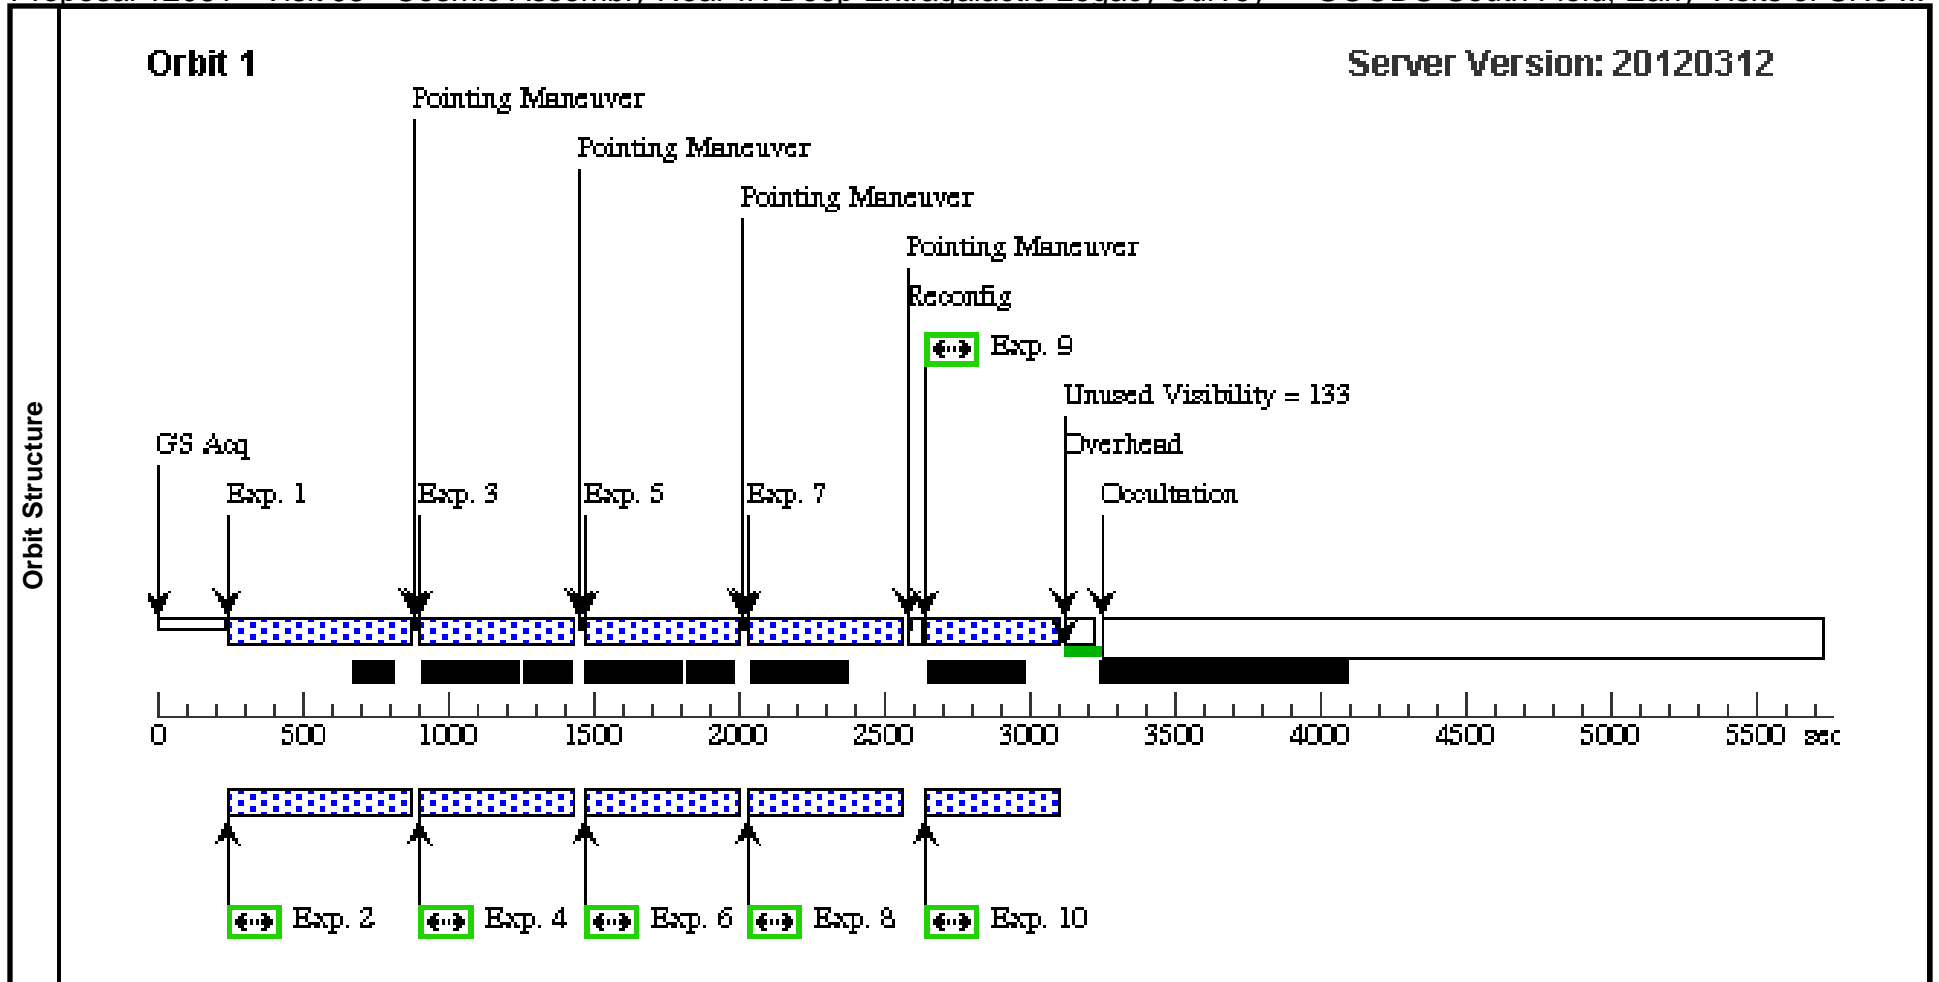 Orbit 1
Server Version: 20120312
Pointing Maneuver
Pointing Maneuver
Pointing Maneuver
Pointing Maneuver
Reconfig
Exp. 9
Unused Visibility = 133
GS Acq
Overhead
Exp. 1
Exp. 3
Exp. 5
Exp. 7
Occultation
Orbit Structure
0 500 1000 1500 2000 2500 3000 3500 4000 4500 5000 5500 sec
Exp. 2
Exp. 4
Exp. 6
Exp. 8
Exp. 10